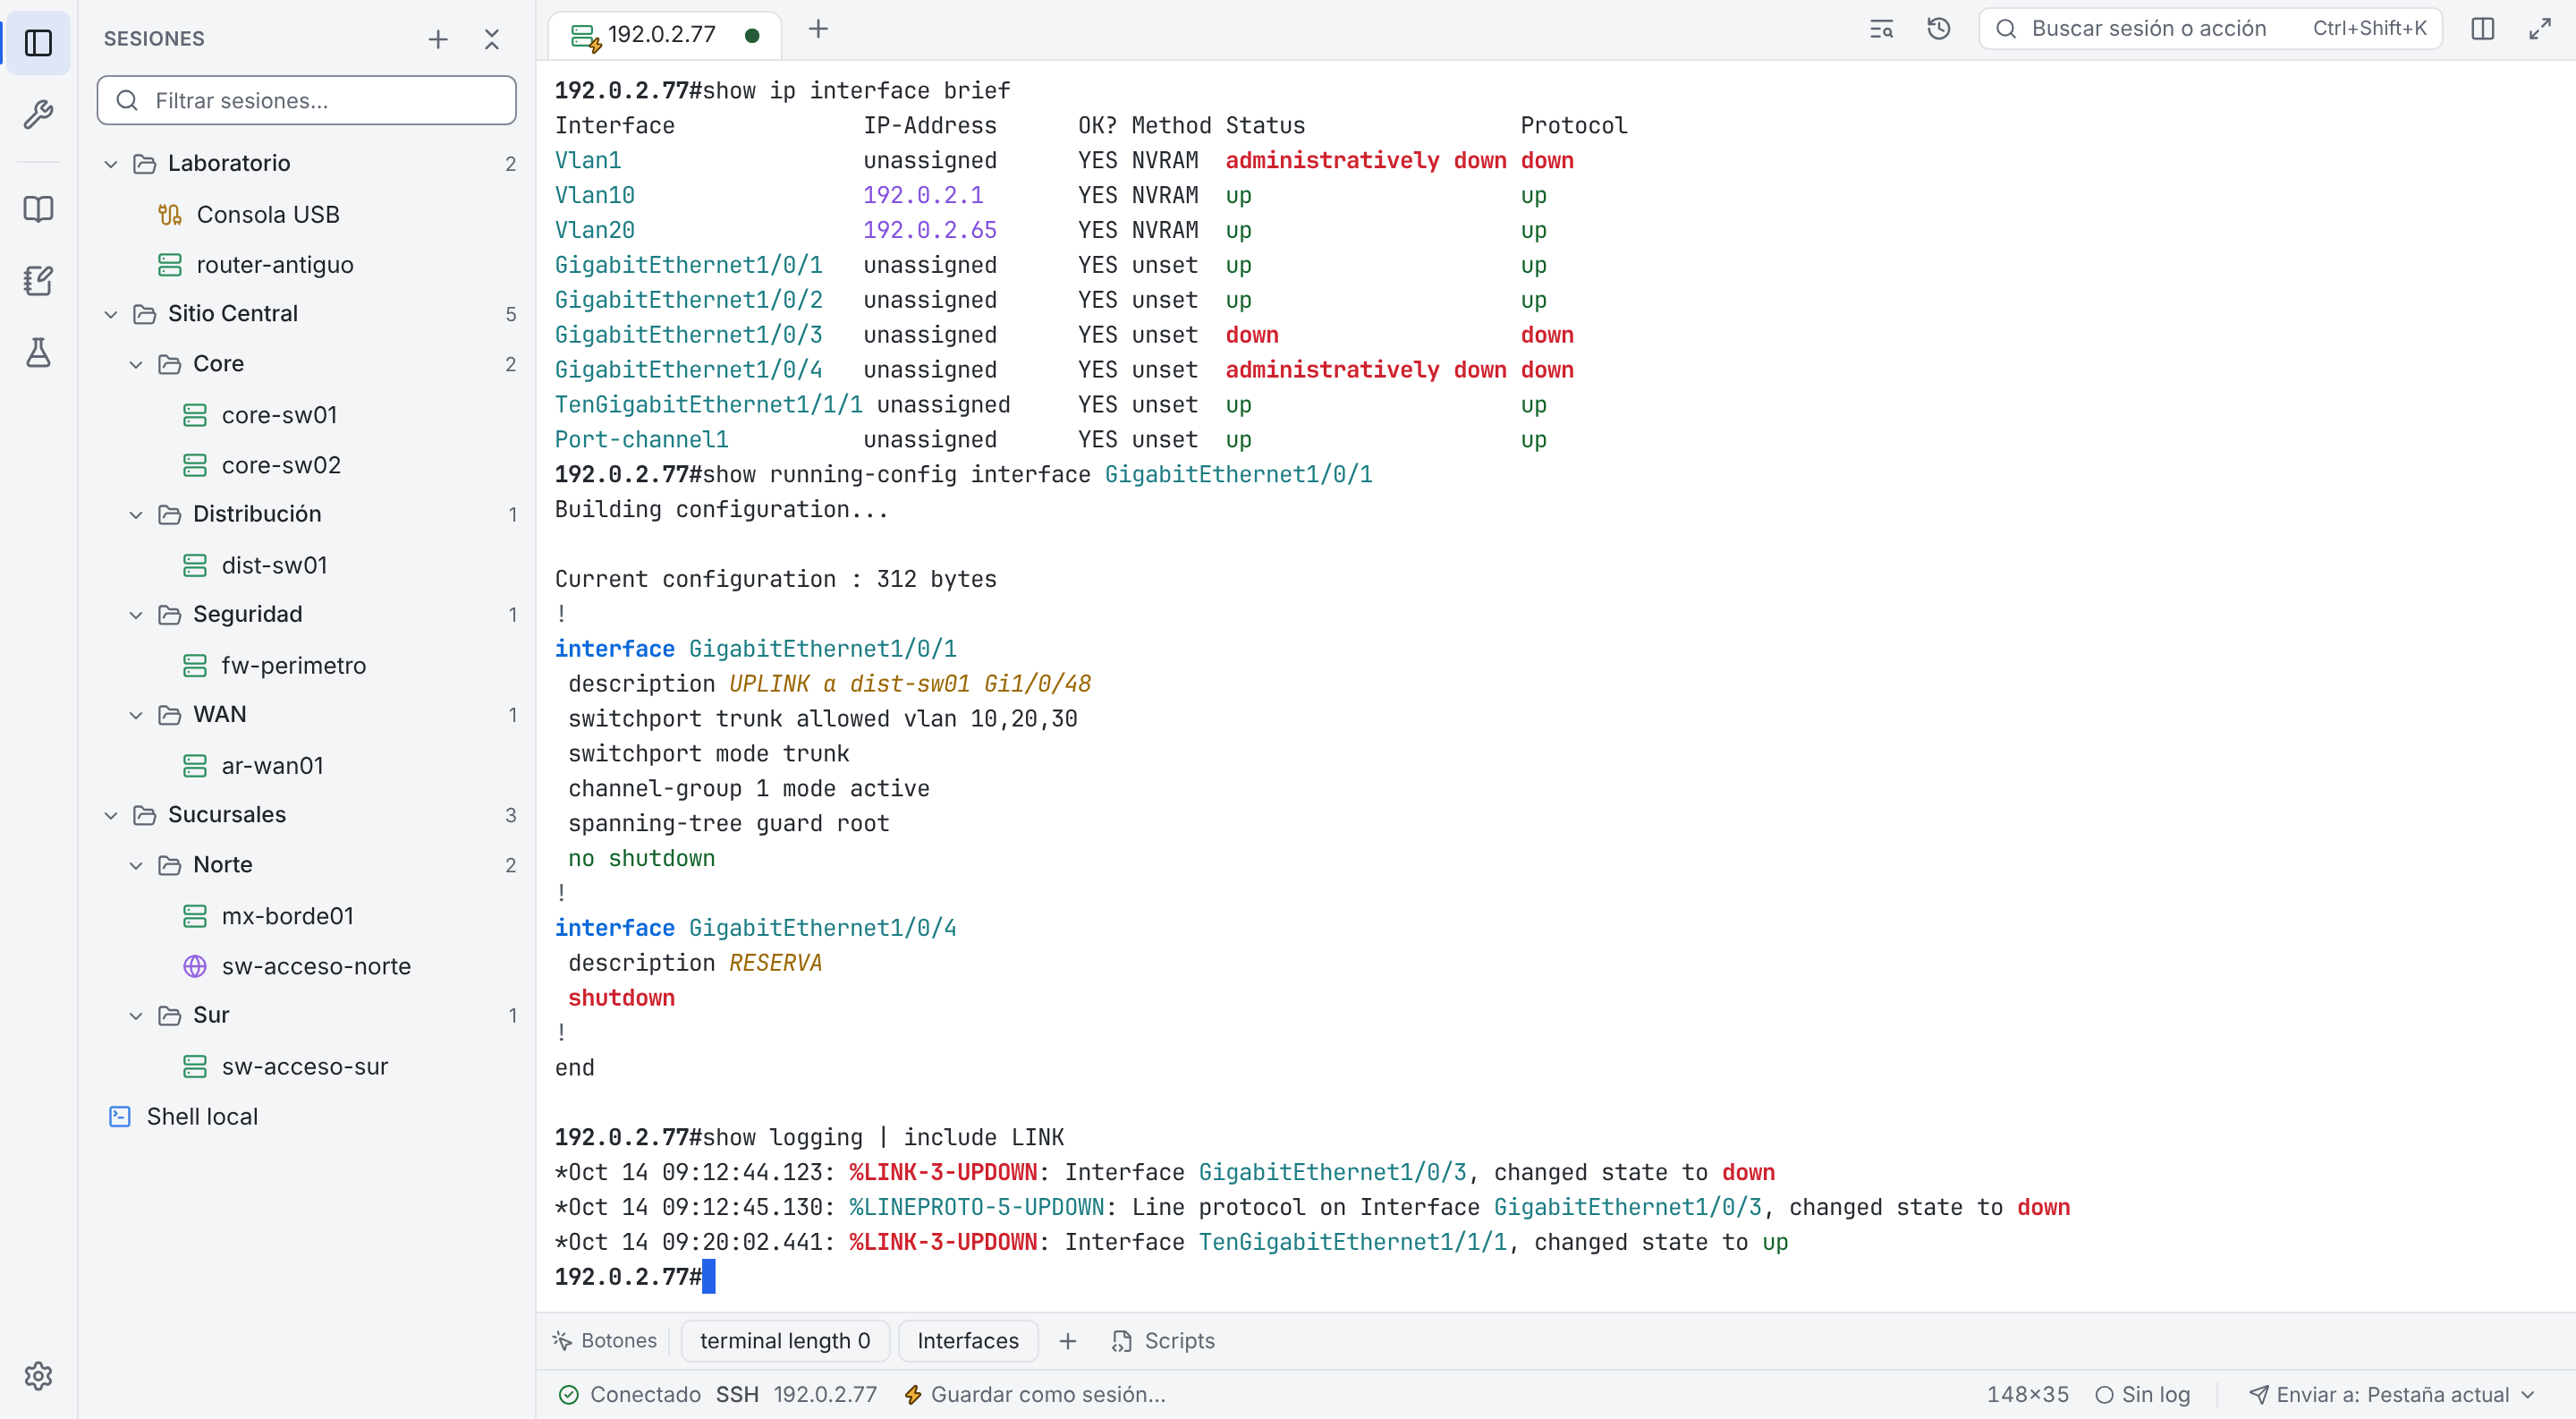 SESIONES
Filtrar sesiones...
Laboratorio 2
Consola USB
router-antiguo
Sitio Central 5
Core 2
core-sw01
core-sw02
Distribución 1
dist-sw01
Seguridad 1
fw-perimetro
WAN 1
ar-wan01
Sucursales 3
Norte 2
mx-borde01
sw-acceso-norte
Sur 1
sw-acceso-sur
Shell local
192.0.2.77
Buscar sesión o acción Ctrl+Shift+K
192.0.2.77#show ip interface brief
Interface IP-Address OK? Method Status Protocol
Vlan1 unassigned YES NVRAM administratively down down
Vlan10 192.0.2.1 YES NVRAM up up
Vlan20 192.0.2.65 YES NVRAM up up
GigabitEthernet1/0/1 unassigned YES unset up up
GigabitEthernet1/0/2 unassigned YES unset up up
GigabitEthernet1/0/3 unassigned YES unset down down
GigabitEthernet1/0/4 unassigned YES unset administratively down down
TenGigabitEthernet1/1/1 unassigned YES unset up up
Port-channel1 unassigned YES unset up up
192.0.2.77#show running-config interface GigabitEthernet1/0/1
Building configuration...
Current configuration : 312 bytes
!
interface GigabitEthernet1/0/1
description UPLINK a dist-sw01 Gi1/0/48
switchport trunk allowed vlan 10,20,30
switchport mode trunk
channel-group 1 mode active
spanning-tree guard root
no shutdown
!
interface GigabitEthernet1/0/4
description RESERVA
shutdown
!
end
192.0.2.77#show logging | include LINK
*Oct 14 09:12:44.123: %LINK-3-UPDOWN: Interface GigabitEthernet1/0/3, changed state to down
*Oct 14 09:12:45.130: %LINEPROTO-5-UPDOWN: Line protocol on Interface GigabitEthernet1/0/3, changed state to down
*Oct 14 09:20:02.441: %LINK-3-UPDOWN: Interface TenGigabitEthernet1/1/1, changed state to up
192.0.2.77#
Botones terminal length 0 Interfaces Scripts
Conectado SSH 192.0.2.77 Guardar como sesión... 148×35 Sin log Enviar a: Pestaña actual